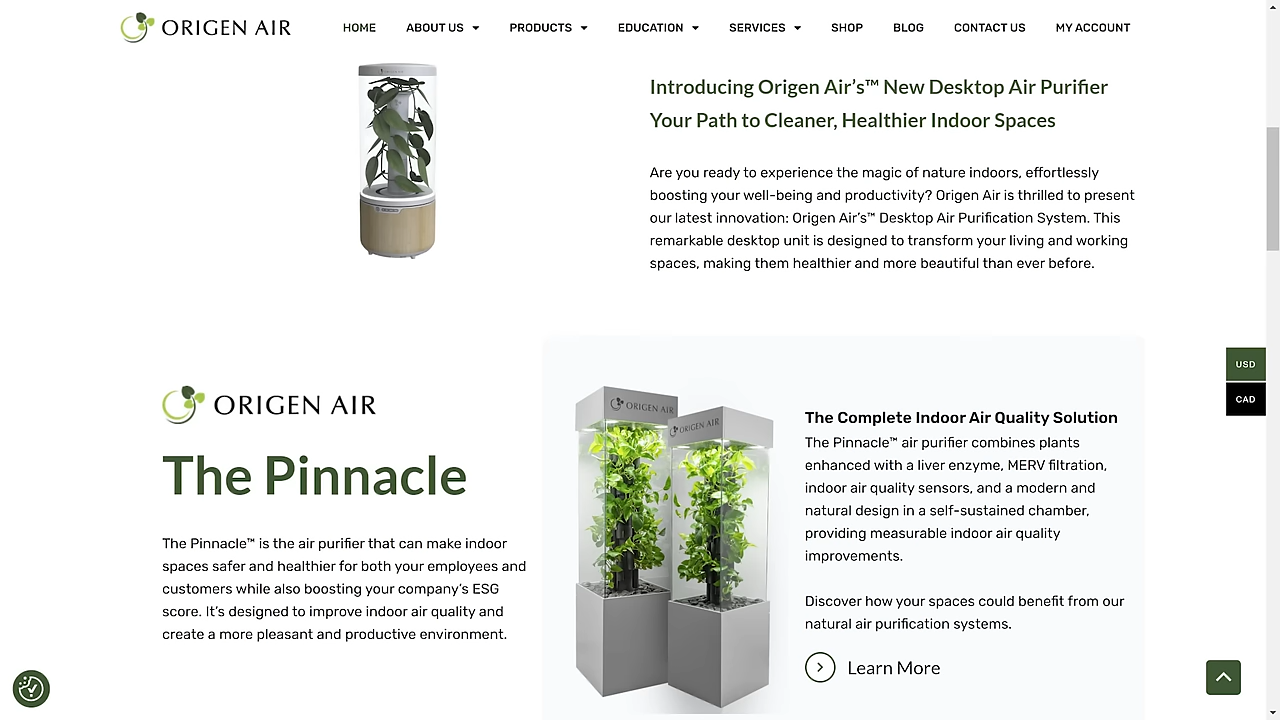 ORIGEN AIR
HOME
ABOUT US
PRODUCTS
EDUCATION
SERVICES
SHOP
BLOG
CONTACT US
MY ACCOUNT
Introducing Origen Air's™ New Desktop Air Purifier
Your Path to Cleaner, Healthier Indoor Spaces
Are you ready to experience the magic of nature indoors, effortlessly
boosting your well-being and productivity? Origen Air is thrilled to present
our latest innovation: Origen Air's™ Desktop Air Purification System. This
remarkable desktop unit is designed to transform your living and working
spaces, making them healthier and more beautiful than ever before.
USD
CAD
ORIGEN AIR
The Pinnacle
The Pinnacle™ is the air purifier that can make indoor
spaces safer and healthier for both your employees and
customers while also boosting your company's ESG
score. It's designed to improve indoor air quality and
create a more pleasant and productive environment.
ORIGEN AIR
ORIGEN AIR
The Complete Indoor Air Quality Solution
The Pinnacle™ air purifier combines plants
enhanced with a liver enzyme, MERV filtration,
indoor air quality sensors, and a modern and
natural design in a self-sustained chamber,
providing measurable indoor air quality
improvements.
Discover how your spaces could benefit from our
natural air purification systems.
Learn More